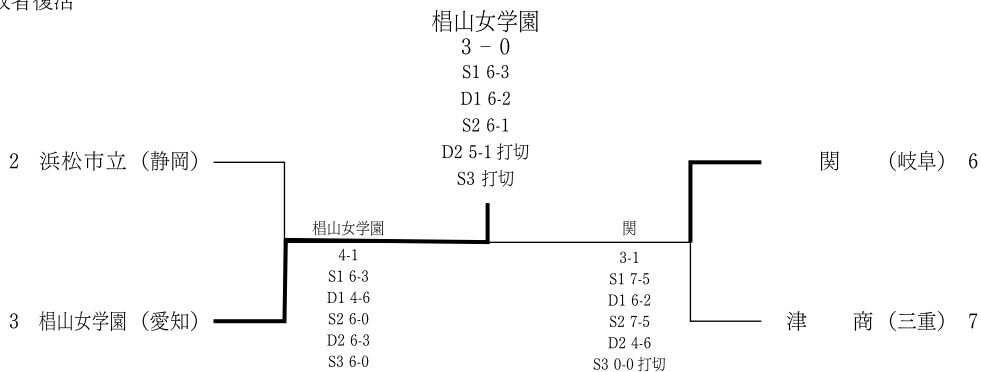 敗者復活
椙山女学園
3 − 0
S1 6-3
D1 6-2
S2 6-1
D2 5-1 打切
S3 打切
2 浜松市立（静岡）
関 （岐阜） 6
椙山女学園
4-1
S1 6-3
D1 4-6
S2 6-0
D2 6-3
S3 6-0
関
3-1
S1 7-5
D1 6-2
S2 7-5
D2 4-6
S3 0-0 打切
3 椙山女学園（愛知）
津 商（三重） 7